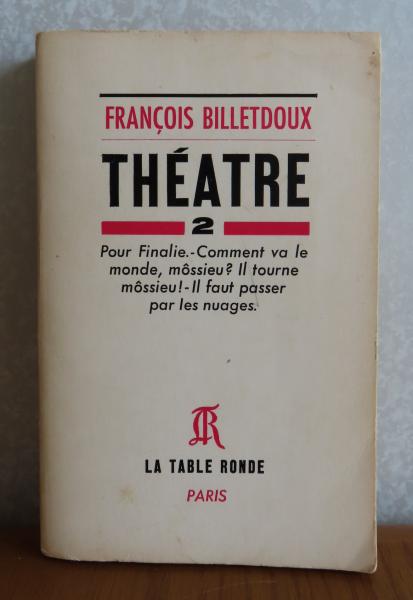 FRANÇOIS BILLETDOUX
THÉATRE
2
Pour Finalie.-Comment va le
monde, môssieu? Il tourne
môssieu!-Il faut passer
par les nuages.
TR
LA TABLE RONDE
PARIS